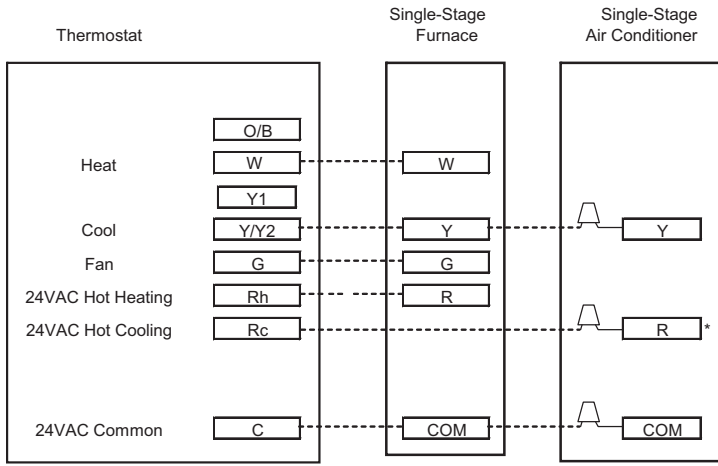 Thermostat
Single-Stage
Furnace
Single-Stage
Air Conditioner
O/B
Heat W W
Y1
Cool Y/Y2 Y Y
Fan G G
24VAC Hot Heating Rh R
24VAC Hot Cooling Rc R *
24VAC Common C COM COM